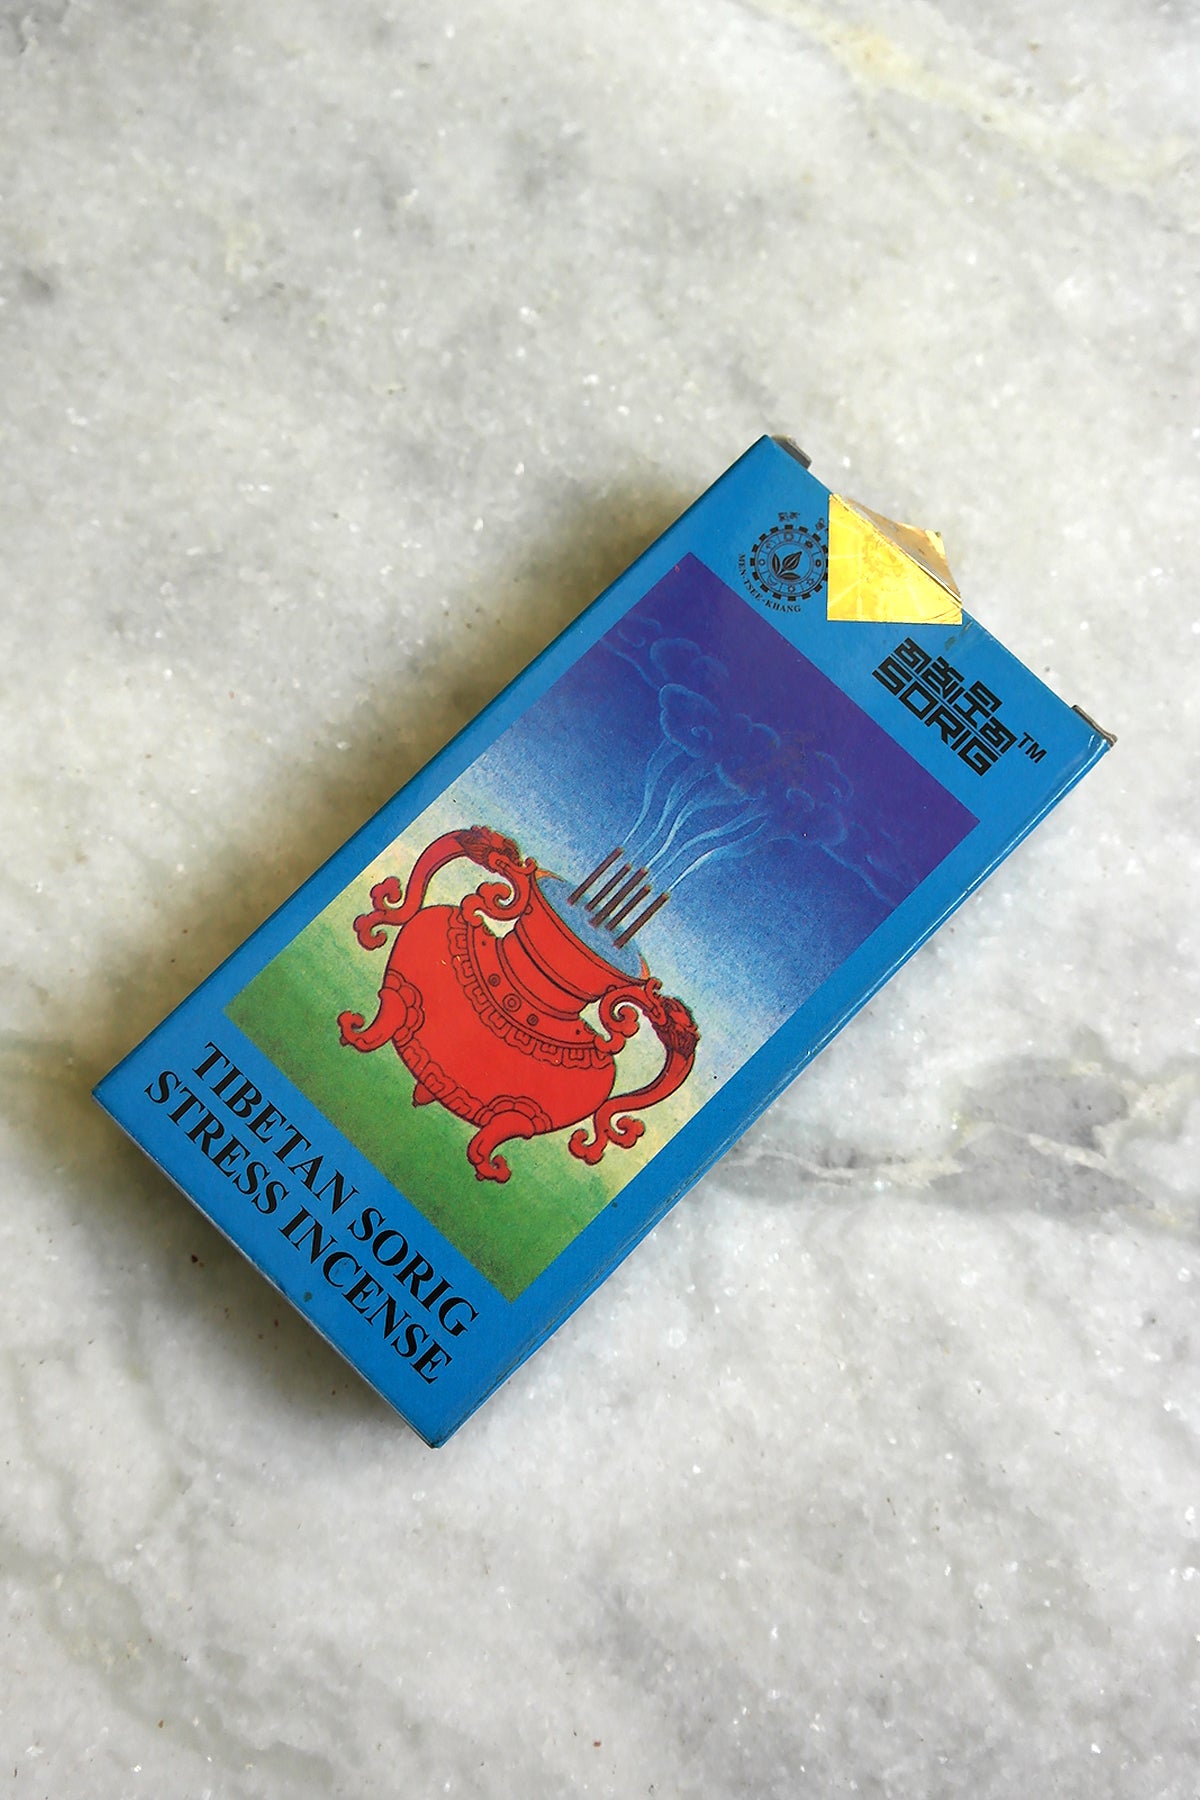 MEN-TSEE-KHANG
SORIG™
TIBETAN SORIG
STRESS INCENSE